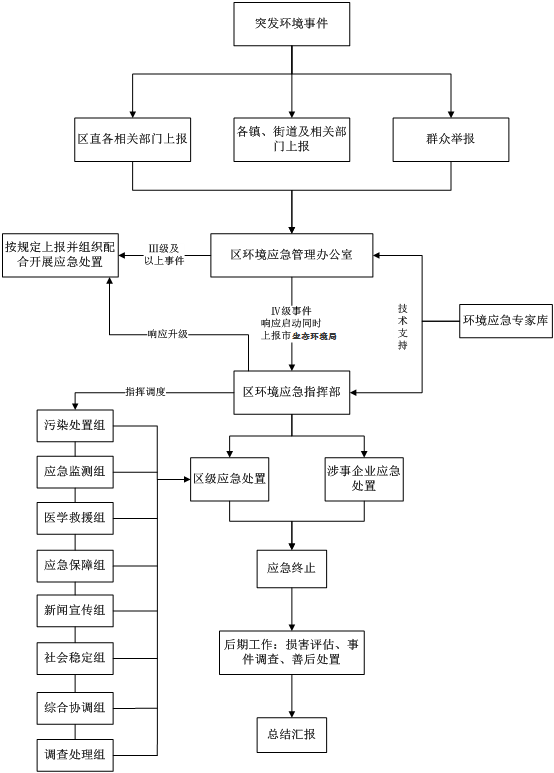 突发环境事件
区直各相关部门上报
各镇、街道及相关部
门上报
群众举报
按规定上报并组织配
合开展应急处置
Ⅲ级及
以上事件
区环境应急管理办公室
Ⅳ级事件
响应启动同时
上报市生态环境局
响应升级
技
术
支
持
环境应急专家库
指挥调度
区环境应急指挥部
污染处置组
应急监测组
医学救援组
应急保障组
新闻宣传组
社会稳定组
综合协调组
调查处理组
区级应急处置
涉事企业应急
处置
应急终止
后期工作：损害评估、事
件调查、善后处置
总结汇报